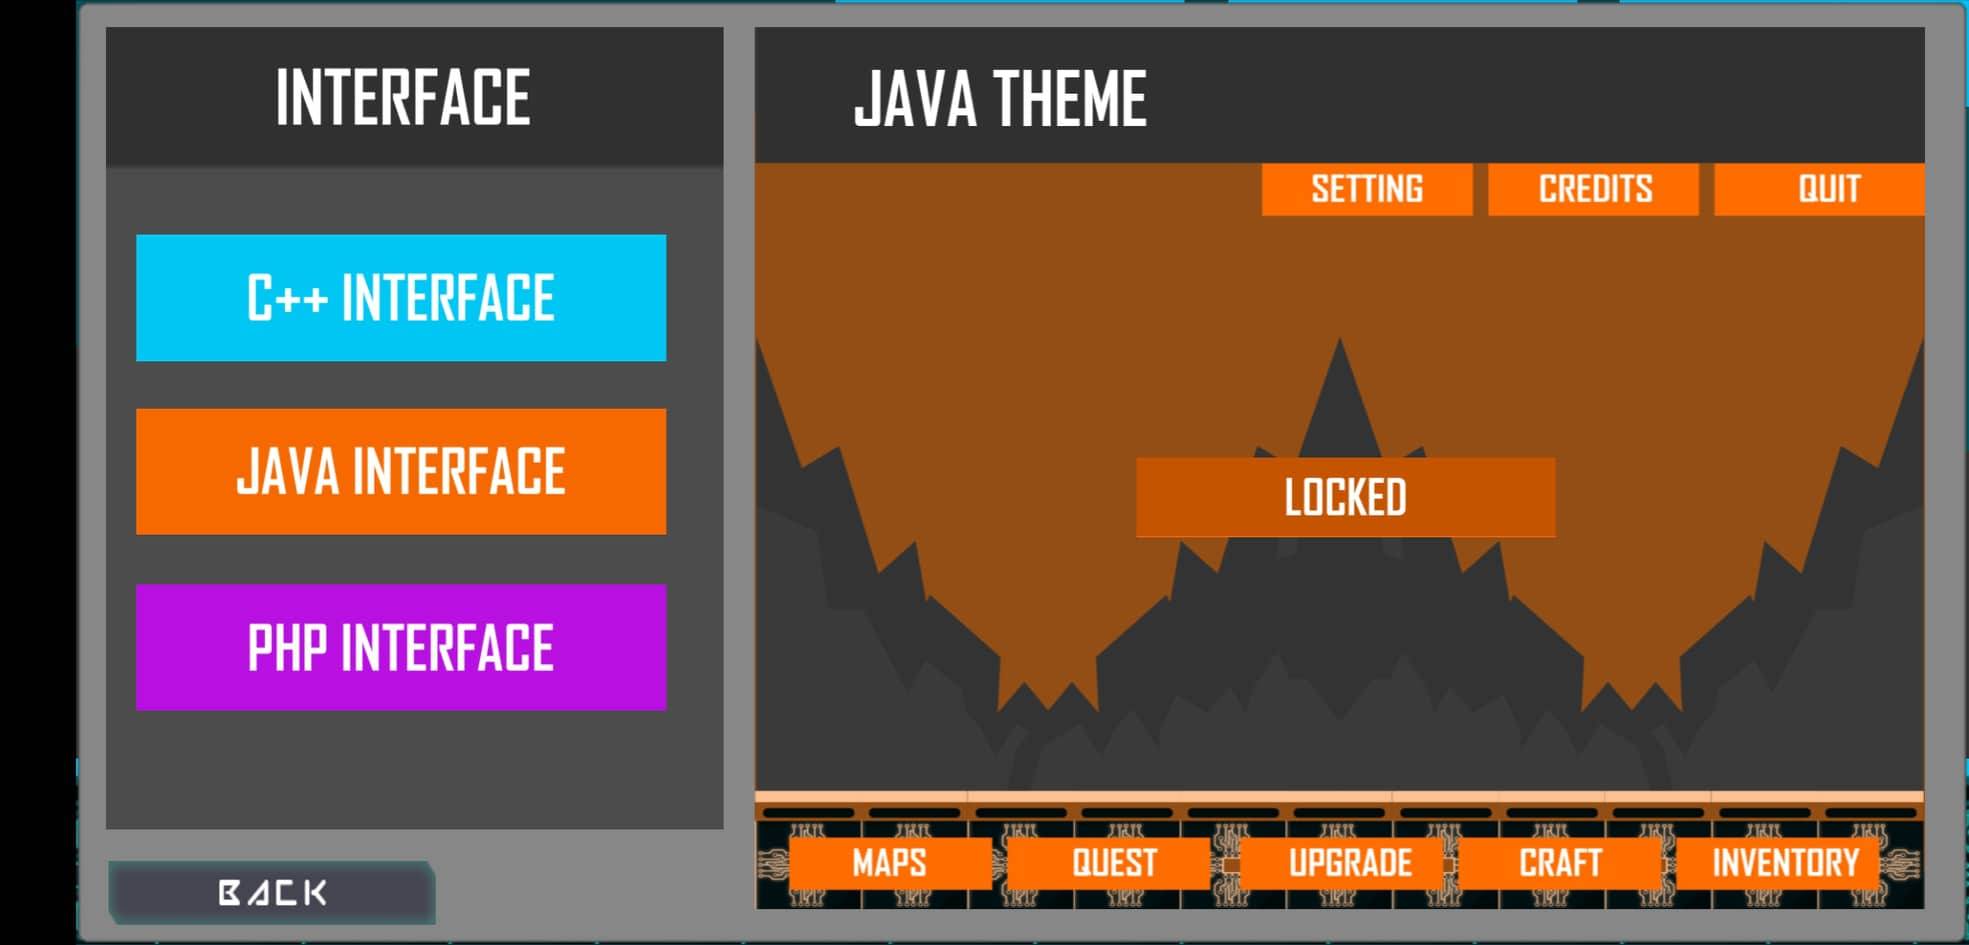 INTERFACE
C++ INTERFACE
JAVA INTERFACE
PHP INTERFACE
BACK
JAVA THEME
SETTING CREDITS QUIT
LOCKED
MAPS QUEST UPGRADE CRAFT INVENTORY